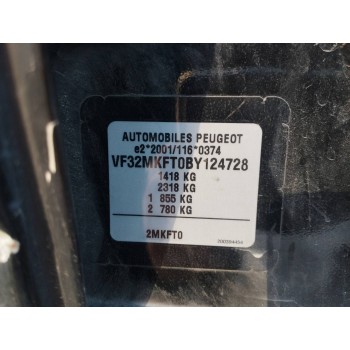 AUTOMOBILES PEUGEOT
e2*2001/116*0374
VF32MKFT0BY124728
1418 KG
2318 KG
1 855 KG
2 780 KG
2MKFT0